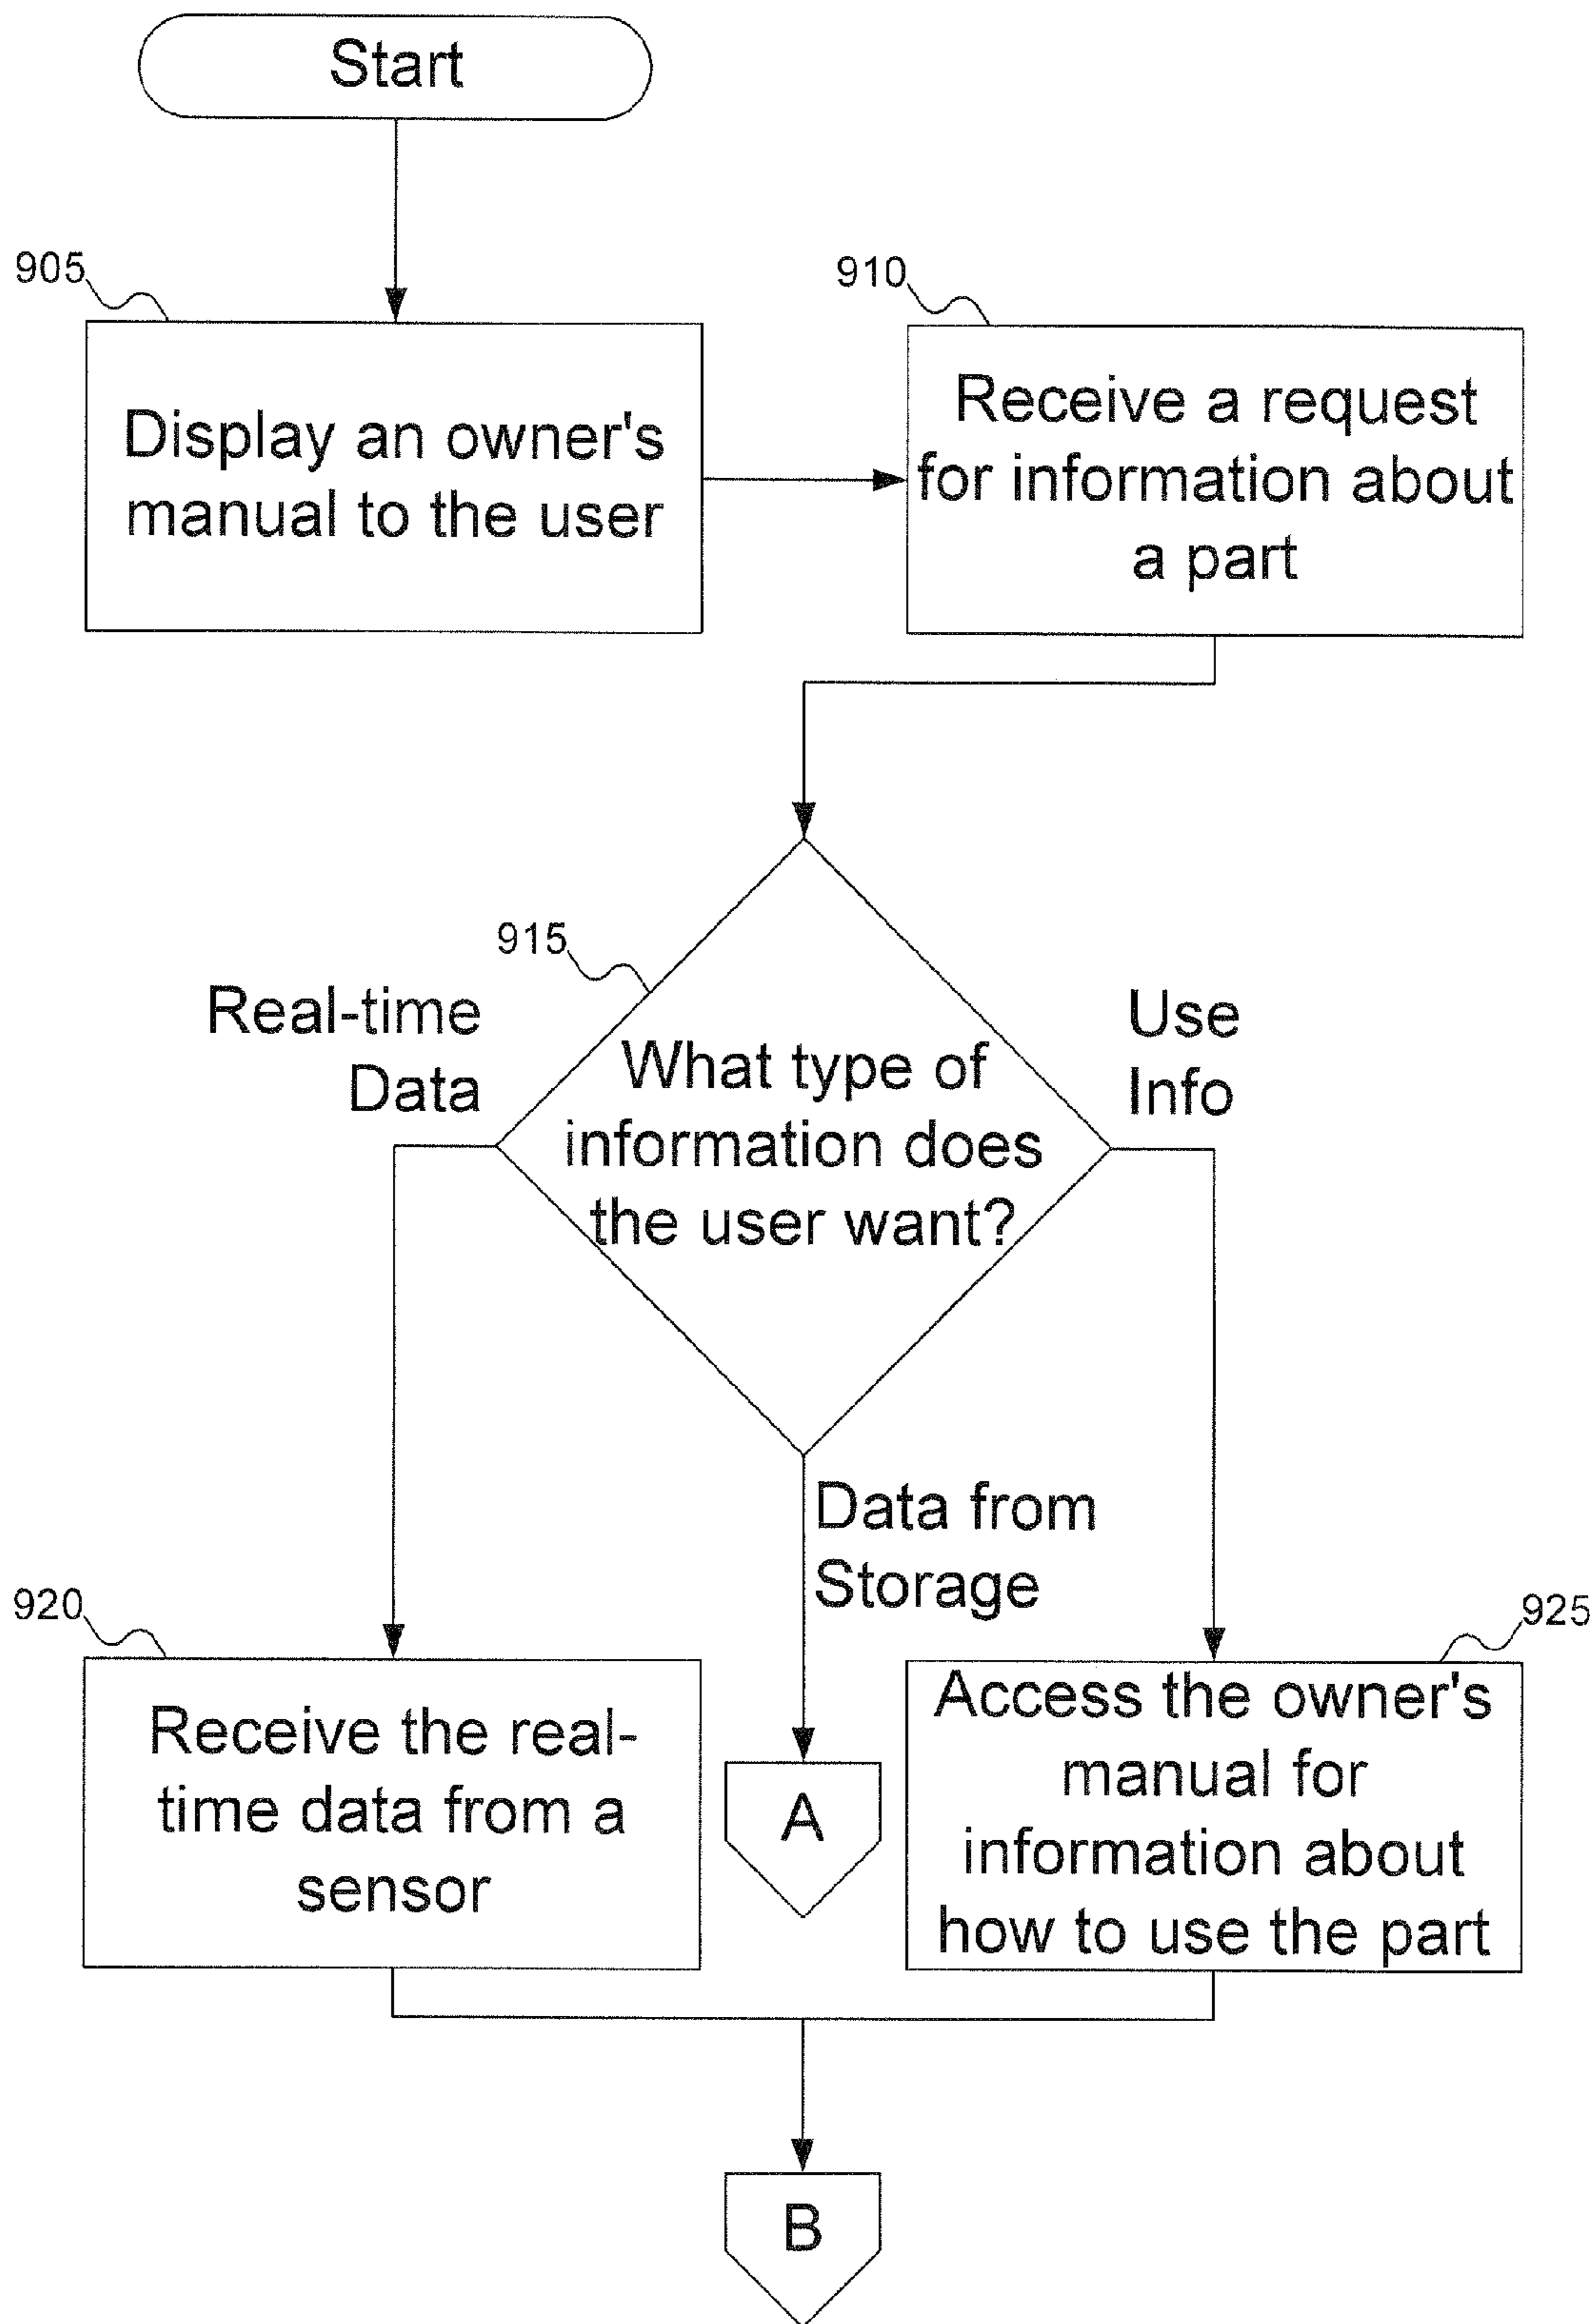 Start
905
Display an owner's
manual to the user
910
Receive a request
for information about
a part
915
What type of
information does
the user want?
Real-time
Data
Use
Info
Data from
Storage
920
Receive the real-
time data from a
sensor
A
925
Access the owner's
manual for
information about
how to use the part
B